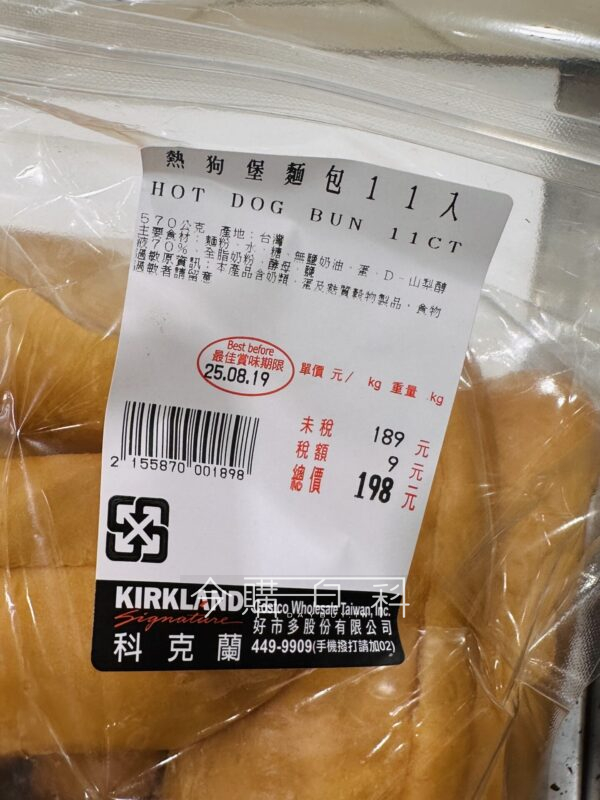 熱狗堡麵包11入
HOT DOG BUN 11CT
570公克 產地:台灣
主要食材:麵粉、水、糖、無鹽奶油、蛋、D-山梨醇
液70%、全脂奶粉、酵母、鹽
過敏原資訊:本產品含奶類、蛋及麩質穀物製品,食物
過敏者請留意
Best before
最佳賞味期限
25.08.19
單價 元/ kg 重量 kg
未稅 189 元
稅額 9 元
總價 198 元
2 155870 001898
KIRKLAND
Signature
科克蘭
Costco Wholesale Taiwan, Inc.
好市多股份有限公司
449-9909(手機撥打請加02)
会購百科